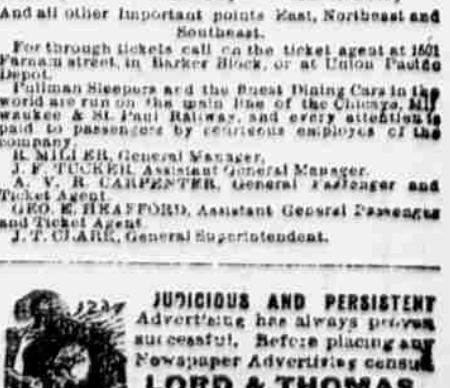 And all other important points East, Northeast and
Southeast.
For through tickets call on the ticket agent at 1501
Farnam street, in Barker Block, or at Union Pacific
Depot.
Pullman Sleepers and the finest Dining Cars in the
world are run on the main line of the Chicago, Mil
waukee & St. Paul Railway, and every attention is
paid to passengers by courteous employes of the
company.
R. MILLER, General Manager.
J. F. TUCKER, Assistant General Manager.
A. V. R. CARPENTER, General Passenger and
Ticket Agent.
GEO. E. HEAFFORD, Assistant General Passenger
and Ticket Agent.
J. T. CLARK, General Superintendent.
JUDICIOUS AND PERSISTENT
Advertising has always proven
successful. Before placing any
Newspaper Advertising consult
LORD & THOMAS